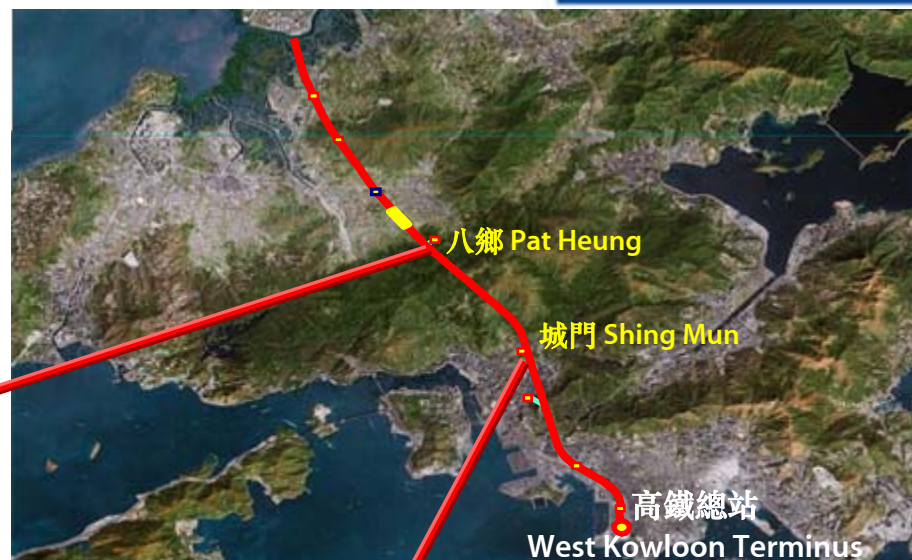 八鄉 Pat Heung
城門 Shing Mun
高鐵總站
West Kowloon Terminus